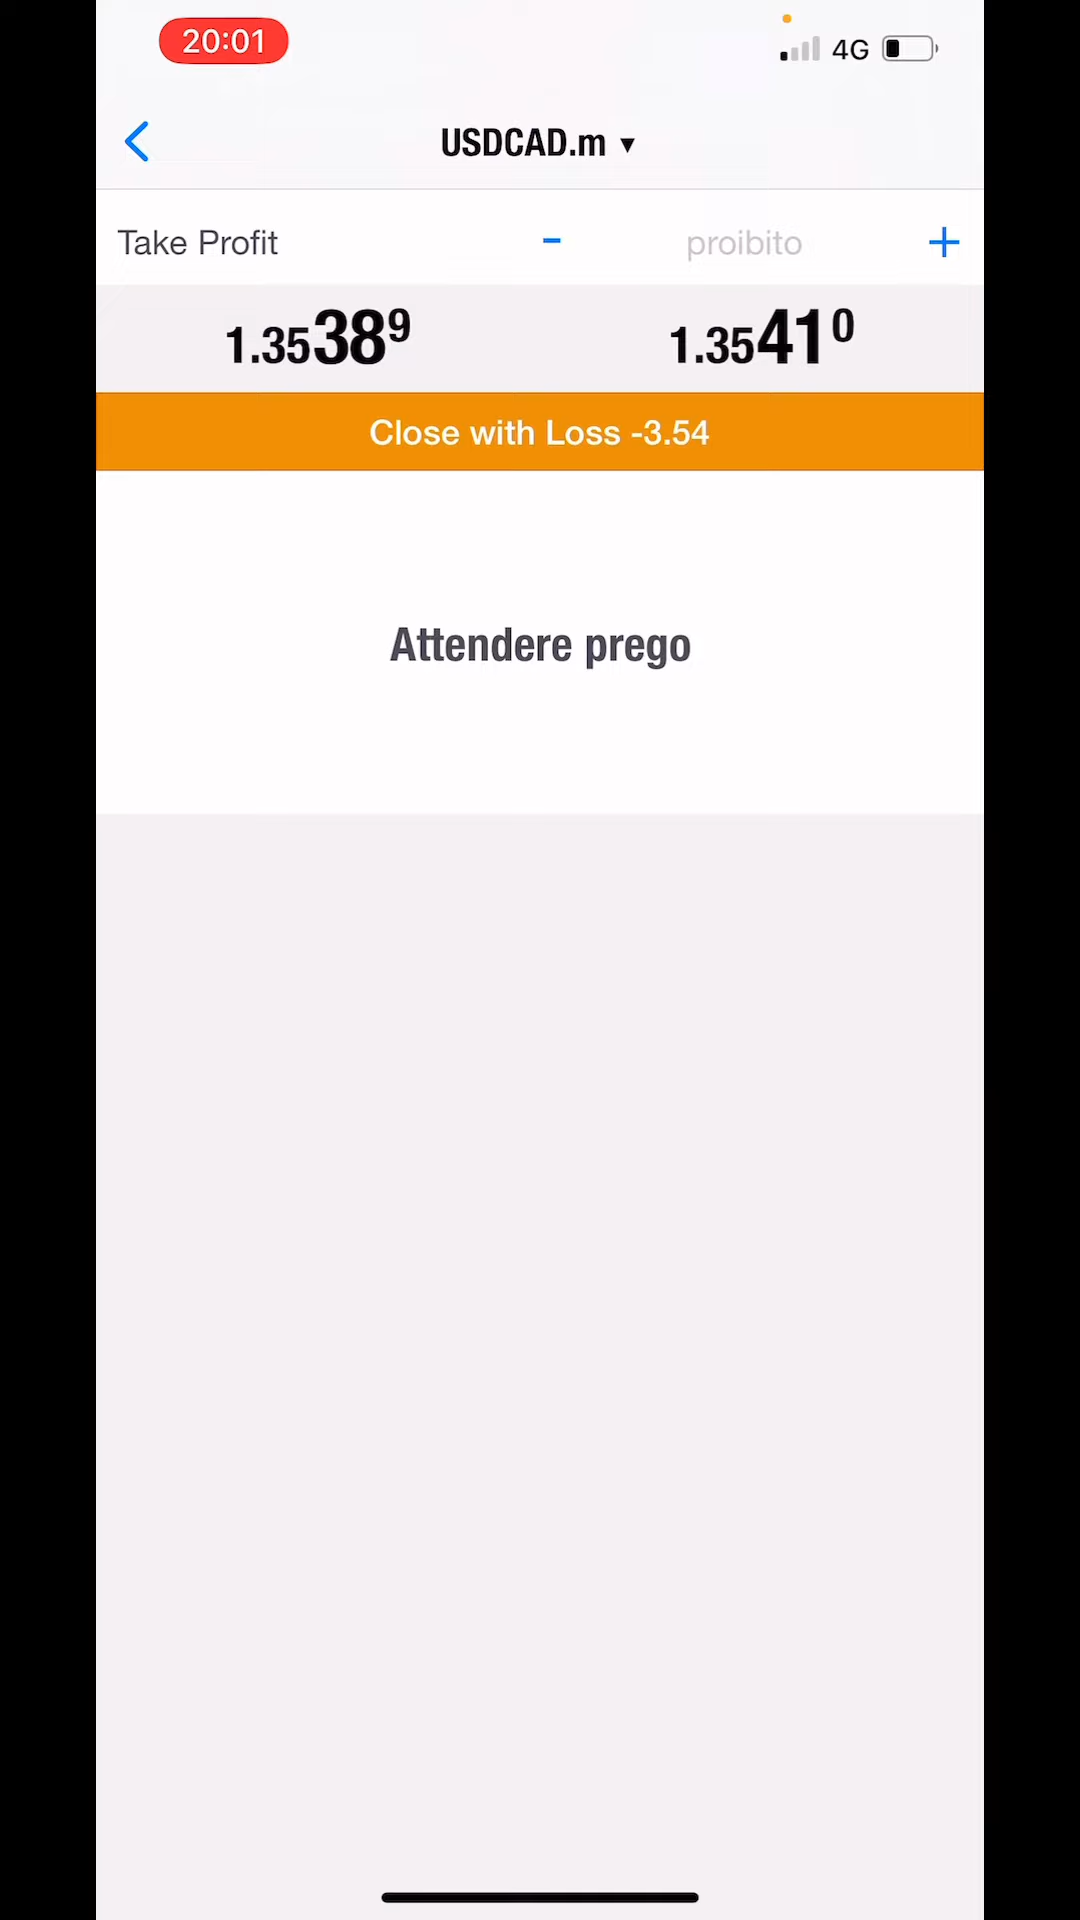 20:01 4G
USDCAD.m ▼
Take Profit - proibito +
1.35389 1.35410
Close with Loss -3.54
Attendere prego